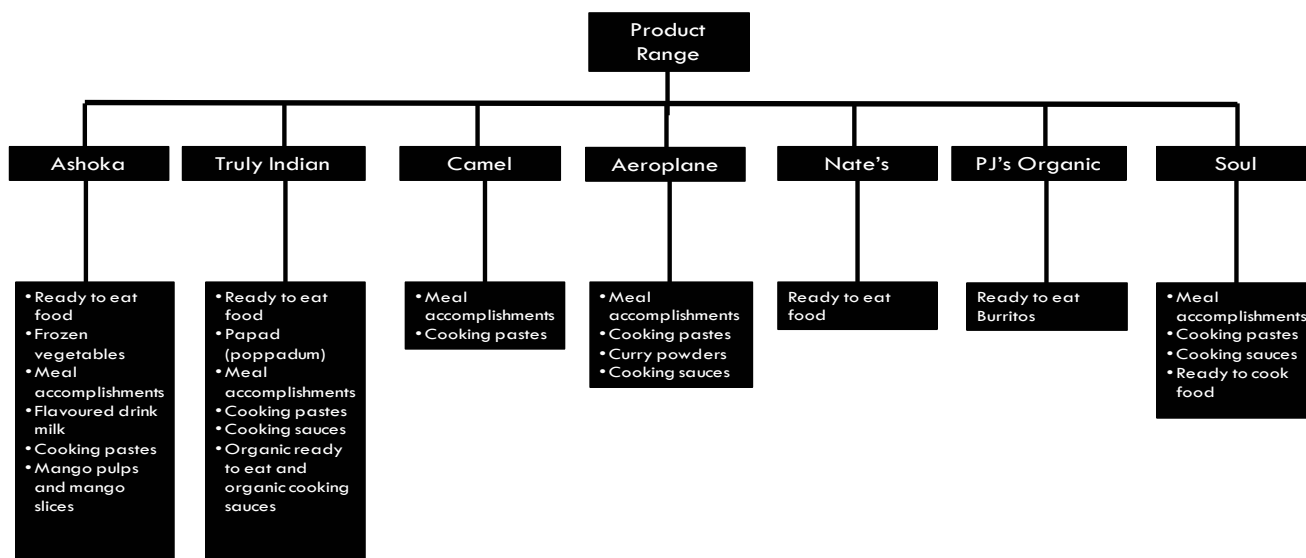 Product
Range
Ashoka
Truly Indian
Camel
Aeroplane
Nate's
PJ's Organic
Soul
• Ready to eat
food
• Frozen
vegetables
• Meal
accomplishments
• Flavoured drink
milk
• Cooking pastes
• Mango pulps
and mango
slices
• Ready to eat
food
• Papad
(poppadum)
• Meal
accomplishments
• Cooking pastes
• Cooking sauces
• Organic ready
to eat and
organic cooking
sauces
• Meal
accomplishments
• Cooking pastes
• Meal
accomplishments
• Cooking pastes
• Curry powders
• Cooking sauces
Ready to eat
food
Ready to eat
Burritos
• Meal
accomplishments
• Cooking pastes
• Cooking sauces
• Ready to cook
food